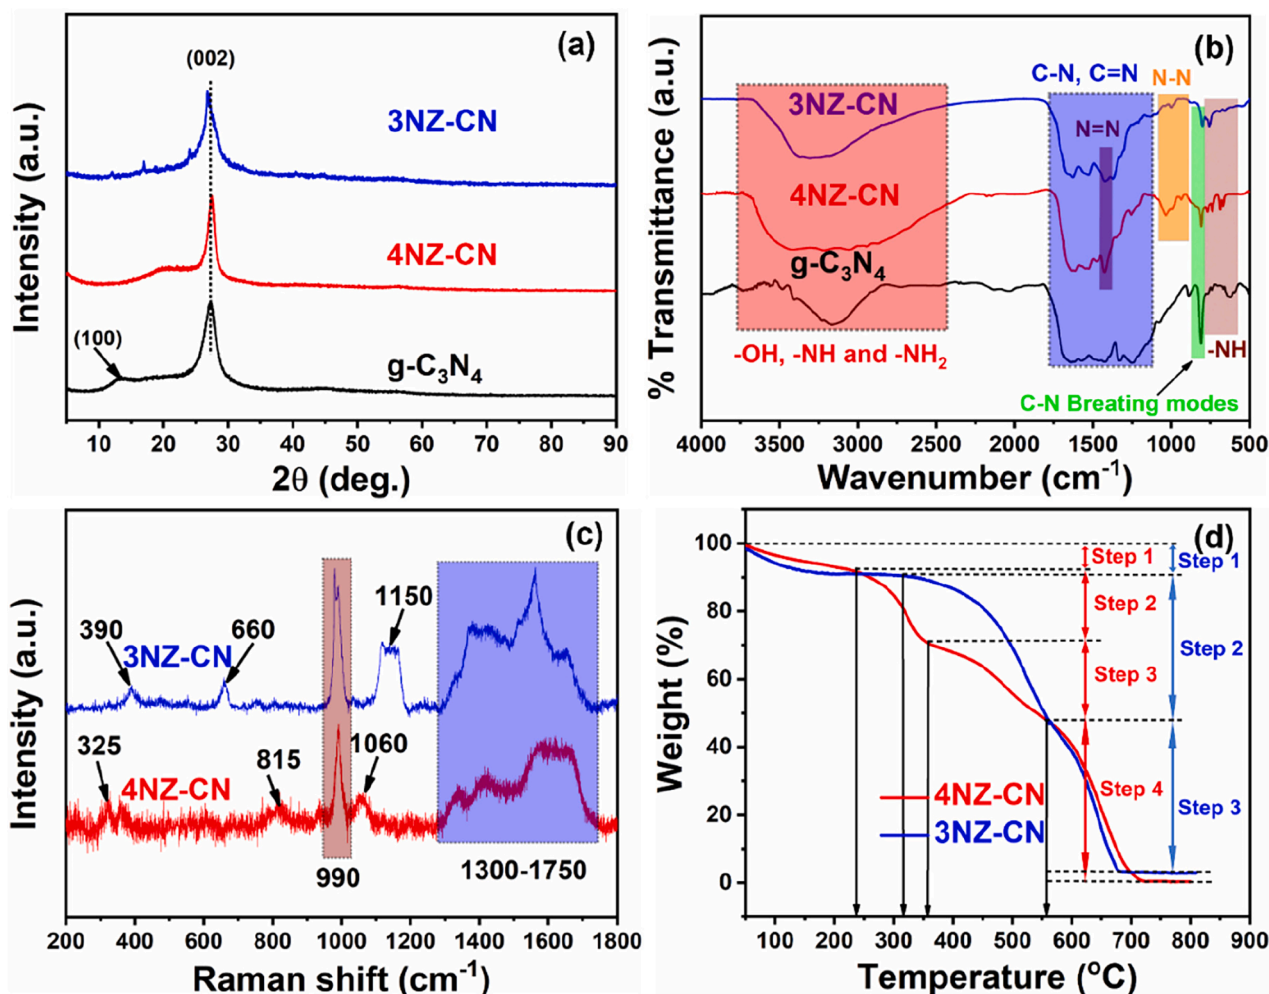 (a)
(002)
3NZ-CN
4NZ-CN
(100)
g-C₃N₄
Intensity (a.u.)
10 20 30 40 50 60 70 80 90
2θ (deg.)
(b)
C-N, C=N
N-N
3NZ-CN
N=N
4NZ-CN
g-C₃N₄
-OH, -NH and -NH₂
-NH
C-N Breating modes
% Transmittance (a.u.)
4000 3500 3000 2500 2000 1500 1000 500
Wavenumber (cm⁻¹)
(c)
1150
390
660
3NZ-CN
325
815
1060
4NZ-CN
990
1300-1750
Intensity (a.u.)
200 400 600 800 1000 1200 1400 1600 1800
Raman shift (cm⁻¹)
(d)
100
80
60
40
20
0
Step 1
Step 1
Step 2
Step 2
Step 3
Step 4
Step 3
4NZ-CN
3NZ-CN
Weight (%)
100 200 300 400 500 600 700 800 900
Temperature (°C)